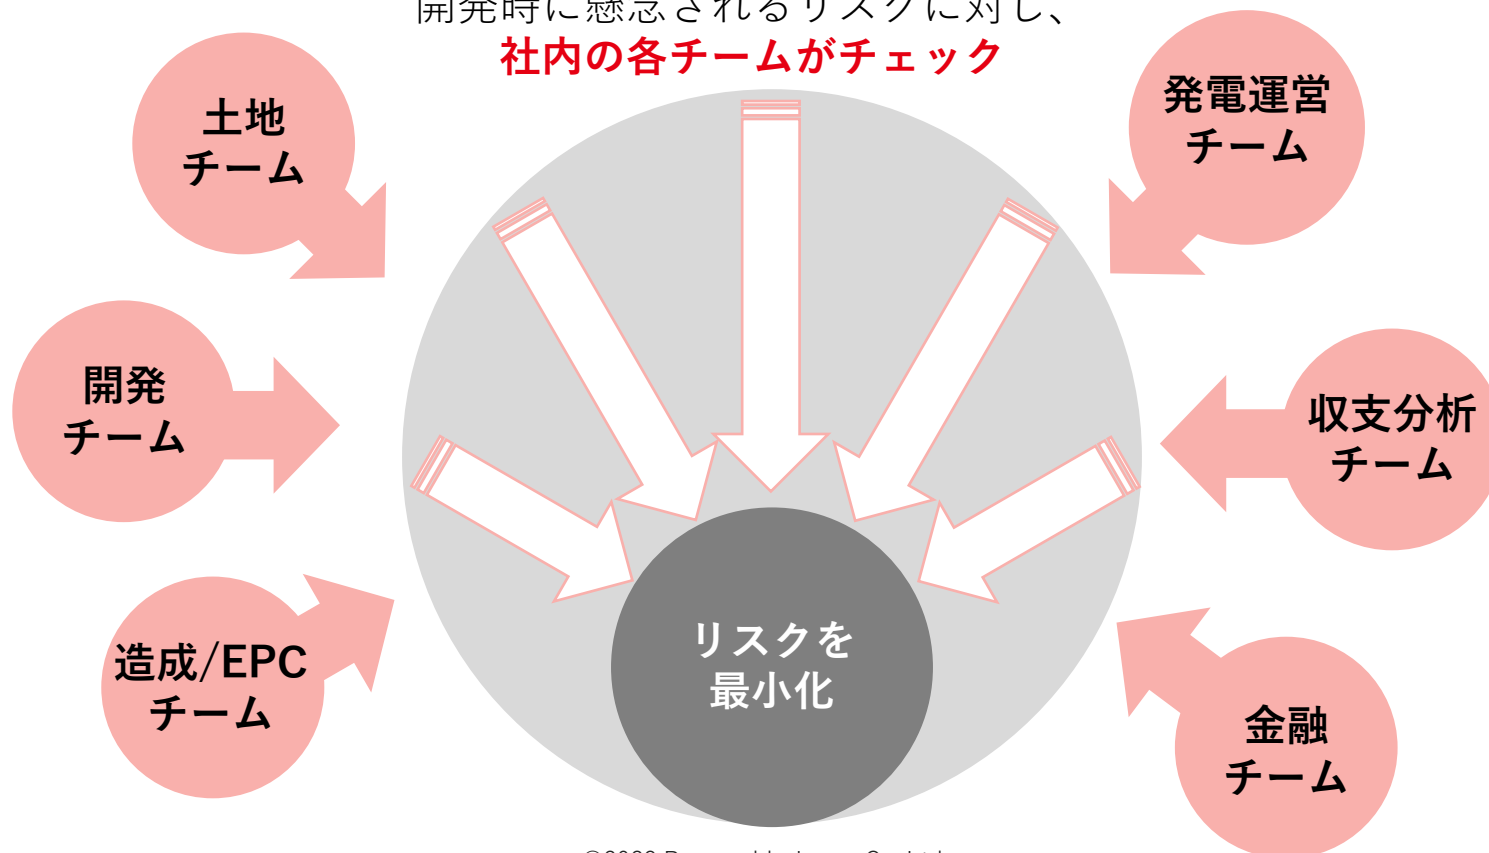 開発時に懸念されるリスクに対し、
社内の各チームがチェック
土地
チーム
発電運営
チーム
開発
チーム
収支分析
チーム
造成/EPC
チーム
リスクを
最小化
金融
チーム